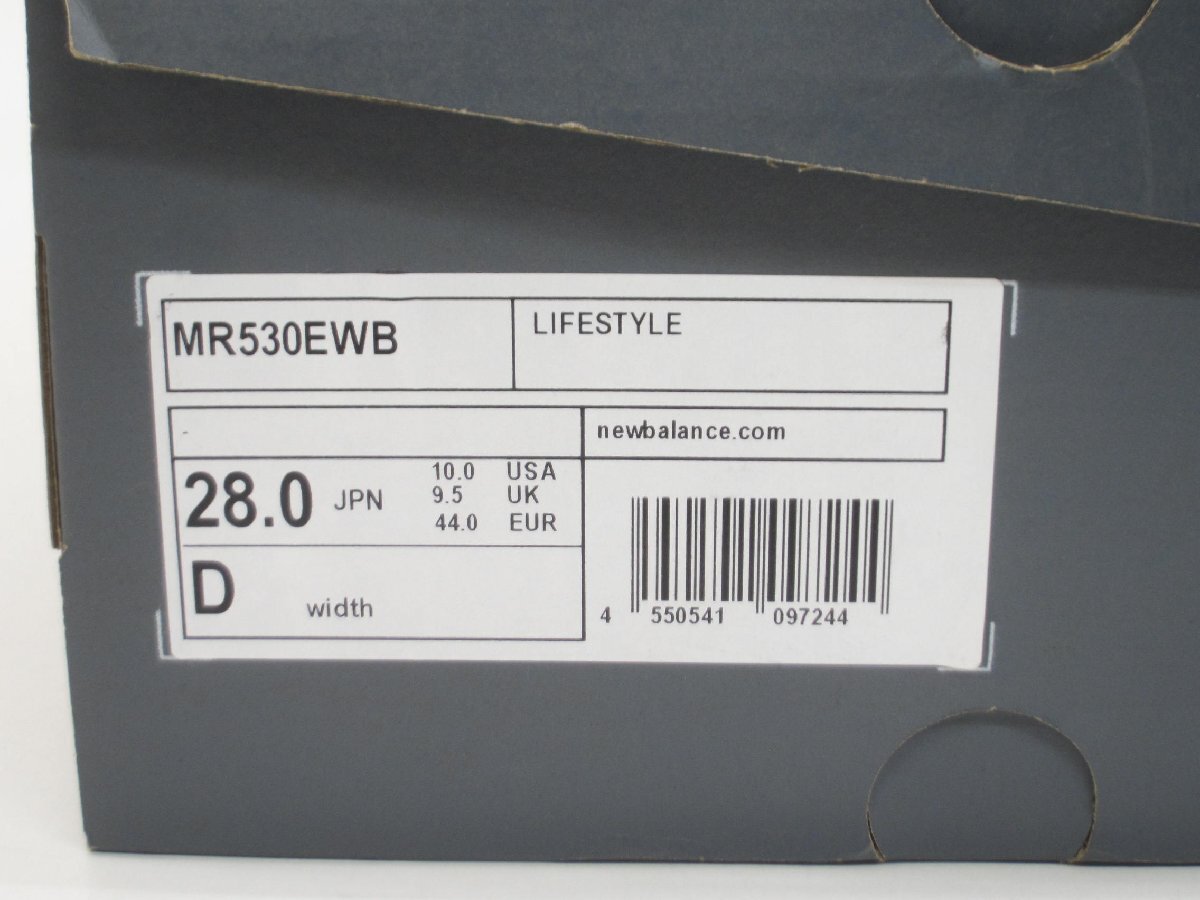 MR530EWB
LIFESTYLE
-
newbalance.com
28.0 JPN
10.0 USA
9.5 UK
44.0 EUR
D width
4 550541 097244